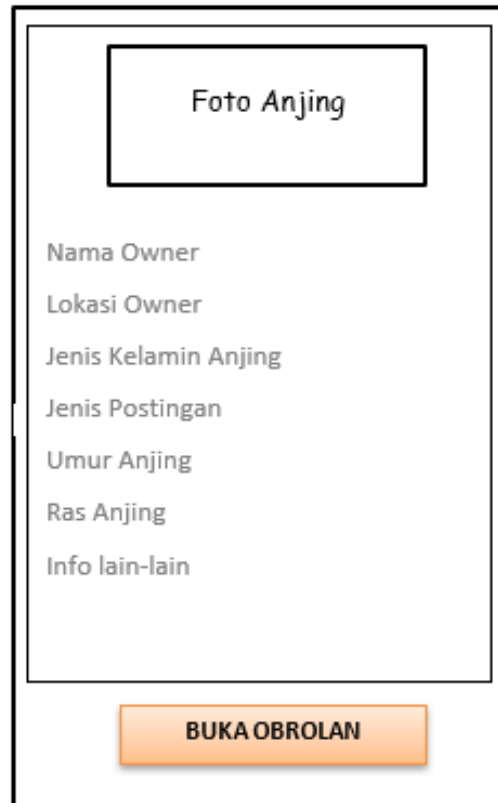 Foto Anjing
Nama Owner
Lokasi Owner
Jenis Kelamin Anjing
Jenis Postingan
Umur Anjing
Ras Anjing
Info lain-lain
BUKA OBROLAN